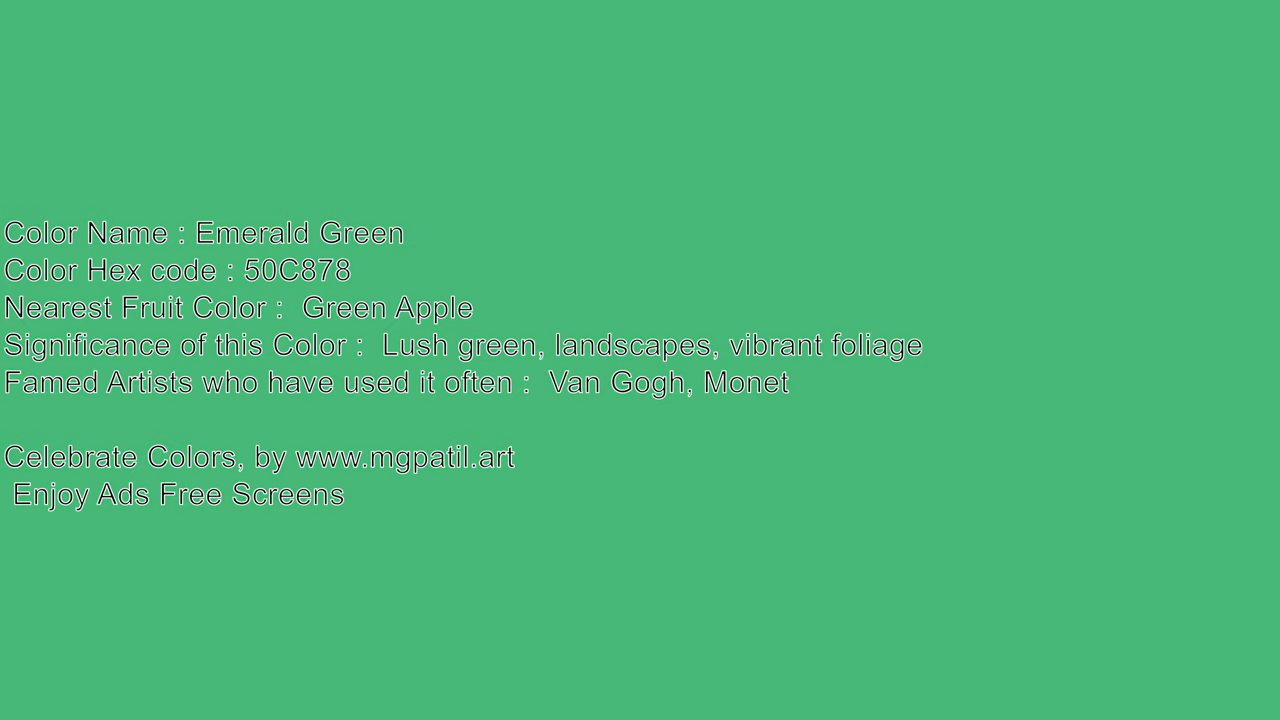 Color Name : Emerald Green
Color Hex code : 50C878
Nearest Fruit Color :  Green Apple
Significance of this Color :  Lush green, landscapes, vibrant foliage
Famed Artists who have used it often :  Van Gogh, Monet
Celebrate Colors, by www.mgpatil.art
Enjoy Ads Free Screens